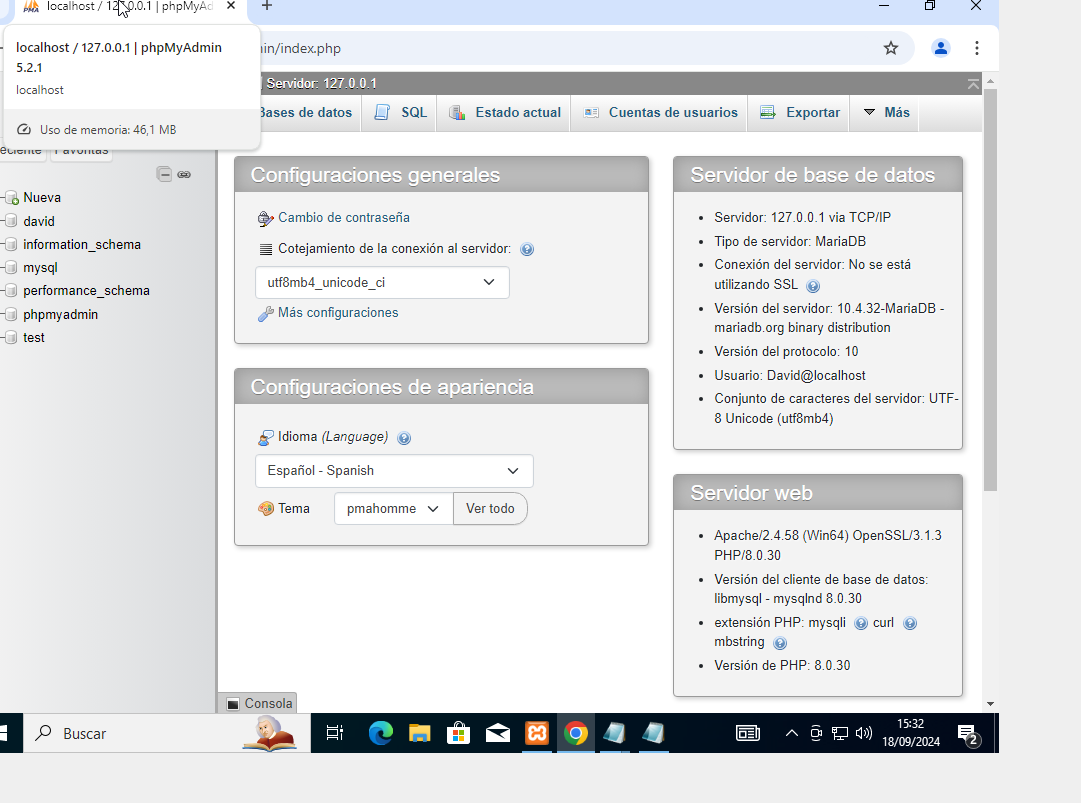 localhost / 127.0.0.1 | phpMyAd
localhost / 127.0.0.1 | phpMyAdmin
5.2.1
localhost
Uso de memoria: 46,1 MB
in/index.php
Servidor: 127.0.0.1
Bases de datos
SQL
Estado actual
Cuentas de usuarios
Exportar
Más
eciente
Favoritas
Nueva
david
information_schema
mysql
performance_schema
phpmyadmin
test
Configuraciones generales
Cambio de contraseña
Cotejamiento de la conexión al servidor:
utf8mb4_unicode_ci
Más configuraciones
Configuraciones de apariencia
Idioma (Language)
Español - Spanish
Tema
pmahomme
Ver todo
Servidor de base de datos
Servidor: 127.0.0.1 via TCP/IP
Tipo de servidor: MariaDB
Conexión del servidor: No se está
utilizando SSL
Versión del servidor: 10.4.32-MariaDB -
mariadb.org binary distribution
Versión del protocolo: 10
Usuario: David@localhost
Conjunto de caracteres del servidor: UTF-
8 Unicode (utf8mb4)
Servidor web
Apache/2.4.58 (Win64) OpenSSL/3.1.3
PHP/8.0.30
Versión del cliente de base de datos:
libmysql - mysqlnd 8.0.30
extensión PHP: mysqli curl
mbstring
Versión de PHP: 8.0.30
Consola
Buscar
15:32
18/09/2024
2